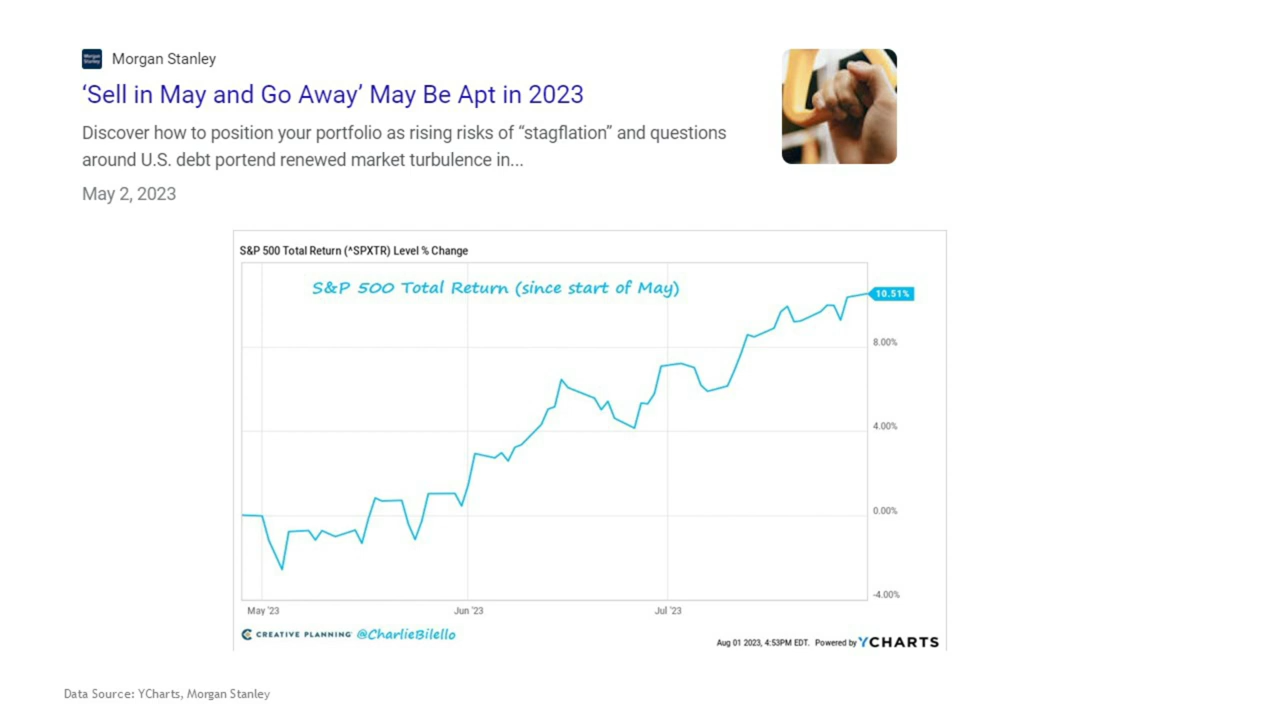 Morgan Stanley
‘Sell in May and Go Away’ May Be Apt in 2023
Discover how to position your portfolio as rising risks of “stagflation” and questions
around U.S. debt portend renewed market turbulence in...
May 2, 2023
S&P 500 Total Return (^SPXTR) Level % Change
S&P 500 Total Return (since start of May)
10.51%
8.00%
4.00%
0.00%
-4.00%
May '23 Jun '23 Jul '23
CREATIVE PLANNING @CharlieBilello
Aug 01 2023, 4:53PM EDT. Powered by YCHARTS
Data Source: YCharts, Morgan Stanley